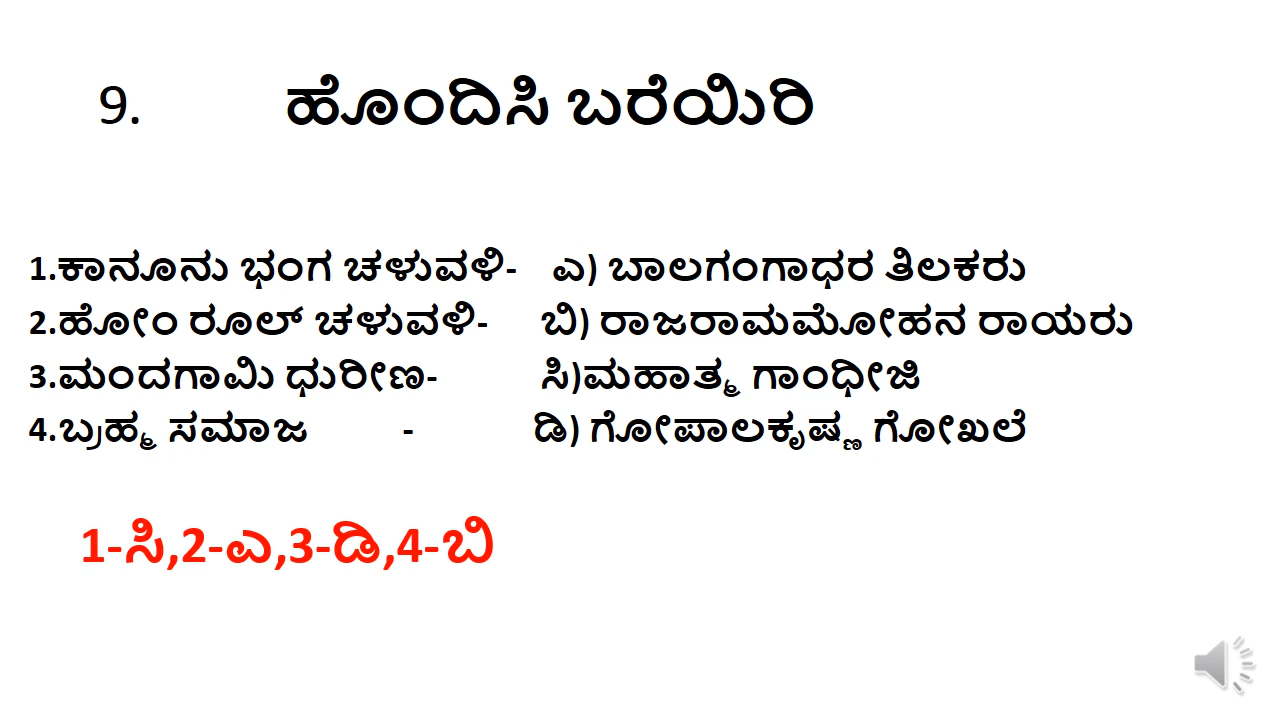 9. ಹೊಂದಿಸಿ ಬರೆಯಿರಿ
1.ಕಾನೂನು ಭಂಗ ಚಳುವಳಿ- ಎ) ಬಾಲಗಂಗಾಧರ ತಿಲಕರು
2.ಹೋಂ ರೂಲ್ ಚಳುವಳಿ- ಬಿ) ರಾಜರಾಮಮೋಹನ ರಾಯರು
3.ಮಂದಗಾಮಿ ಧುರೀಣ- ಸಿ)ಮಹಾತ್ಮ ಗಾಂಧೀಜಿ
4.ಬ್ರಹ್ಮ ಸಮಾಜ - ಡಿ) ಗೋಪಾಲಕೃಷ್ಣ ಗೋಖಲೆ
1-ಸಿ,2-ಎ,3-ಡಿ,4-ಬಿ